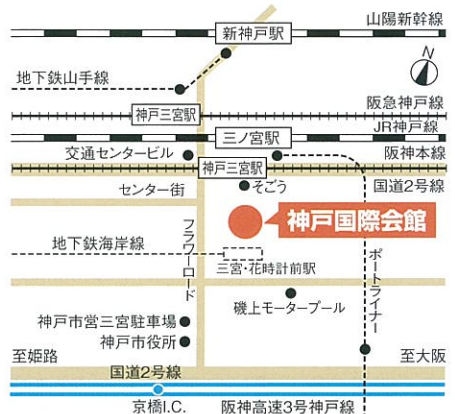 山陽新幹線
新神戸駅
N
地下鉄山手線
阪急神戸線
神戸三宮駅
JR神戸線
三ノ宮駅
交通センタービル
阪神本線
神戸三宮駅
センター街
そごう
国道2号線
神戸国際会館
フラワーロード
地下鉄海岸線
三宮・花時計前駅
ポートライナー
磯上モータープール
神戸市営三宮駐車場
神戸市役所
至姫路
至大阪
国道2号線
京橋I.C.
阪神高速3号神戸線